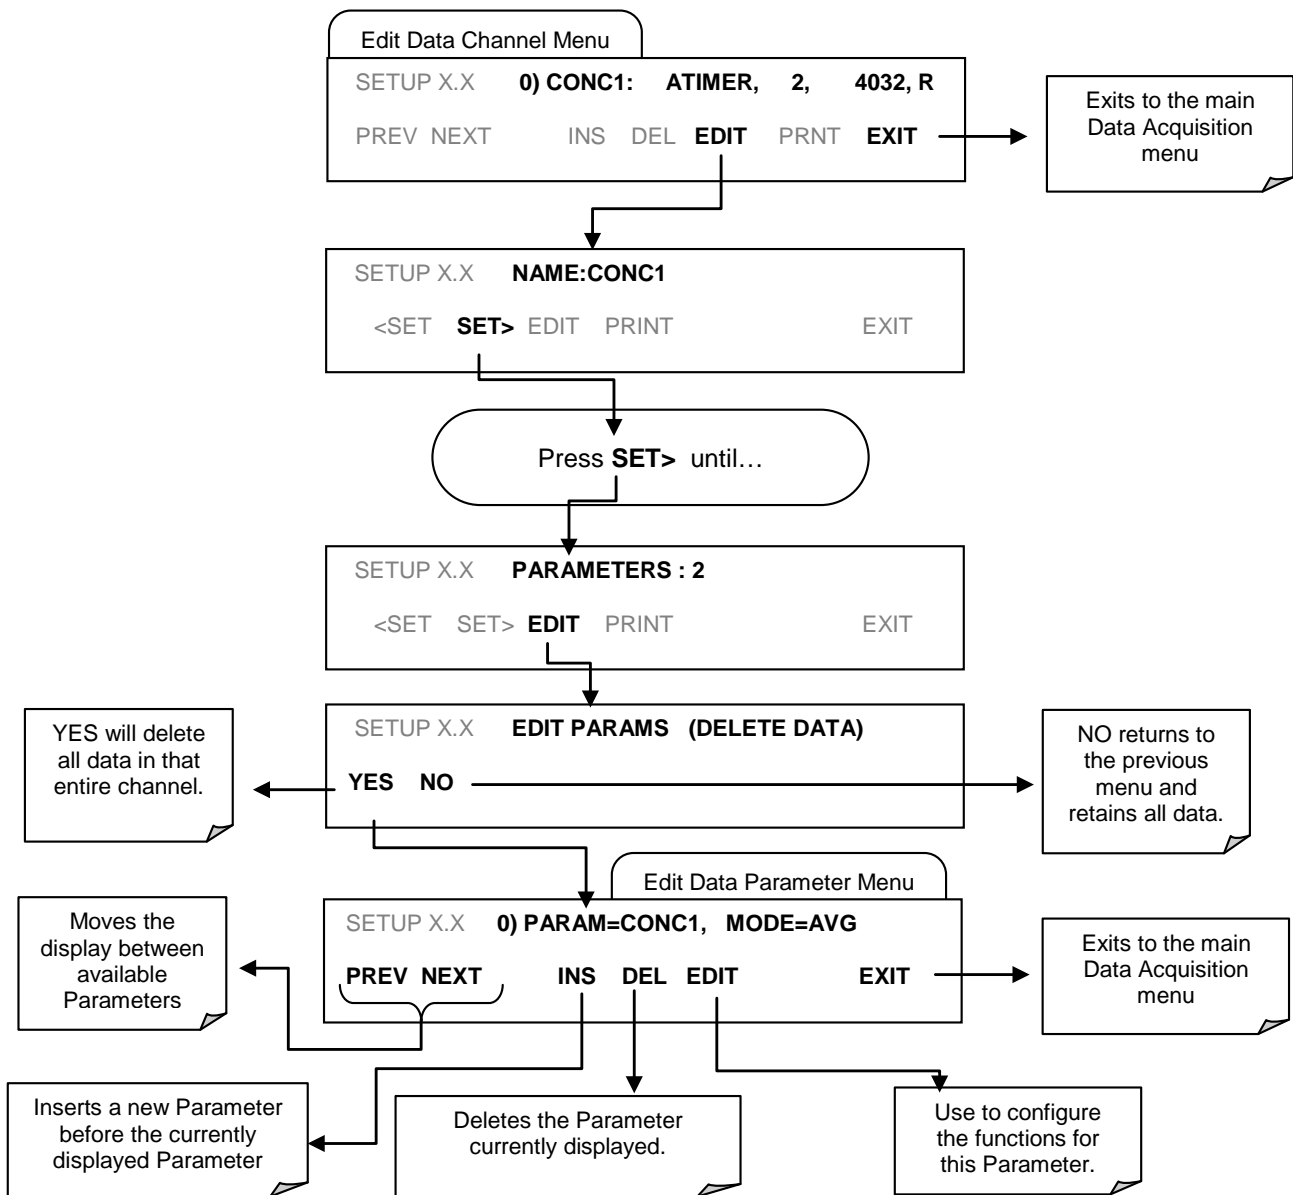 Edit Data Channel Menu
SETUP X.X 0) CONC1: ATIMER, 2, 4032, R
PREV NEXT INS DEL EDIT PRNT EXIT
Exits to the main
Data Acquisition
menu
SETUP X.X NAME:CONC1
<SET SET> EDIT PRINT EXIT
Press SET> until…
SETUP X.X PARAMETERS : 2
<SET SET> EDIT PRINT EXIT
YES will delete
all data in that
entire channel.
SETUP X.X EDIT PARAMS (DELETE DATA)
YES NO
NO returns to
the previous
menu and
retains all data.
Edit Data Parameter Menu
Moves the
display between
available
Parameters
SETUP X.X 0) PARAM=CONC1, MODE=AVG
PREV NEXT INS DEL EDIT EXIT
Exits to the main
Data Acquisition
menu
Inserts a new Parameter
before the currently
displayed Parameter
Deletes the Parameter
currently displayed.
Use to configure
the functions for
this Parameter.